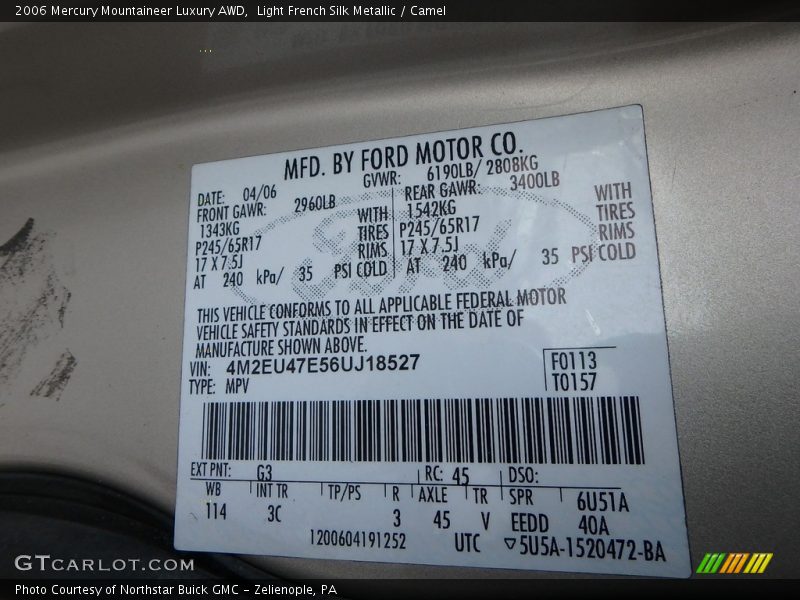 2006 Mercury Mountaineer Luxury AWD,  Light French Silk Metallic / Camel
MFD. BY FORD MOTOR CO.
DATE: 04/06 GVWR: 6190LB/ 2808KG
FRONT GAWR: 2960LB REAR GAWR: 3400LB
1343KG WITH 1542KG WITH
P245/65R17 TIRES P245/65R17 TIRES
17 X 7.5J RIMS 17 X 7.5J RIMS
AT 240 kPa/ 35 PSI COLD AT 240 kPa/ 35 PSI COLD
Ford
THIS VEHICLE CONFORMS TO ALL APPLICABLE FEDERAL MOTOR
VEHICLE SAFETY STANDARDS IN EFFECT ON THE DATE OF
MANUFACTURE SHOWN ABOVE.
VIN: 4M2EU47E56UJ18527 F0113
TYPE: MPV T0157
EXT PNT: G3 RC: 45 DSO:
WB INT TR TP/PS R AXLE TR SPR 6U51A
114 3C 3 45 V EEDD 40A
1200604191252 UTC ▽5U5A-1520472-BA
GTCARLOT.COM
Photo Courtesy of Northstar Buick GMC - Zelienople, PA